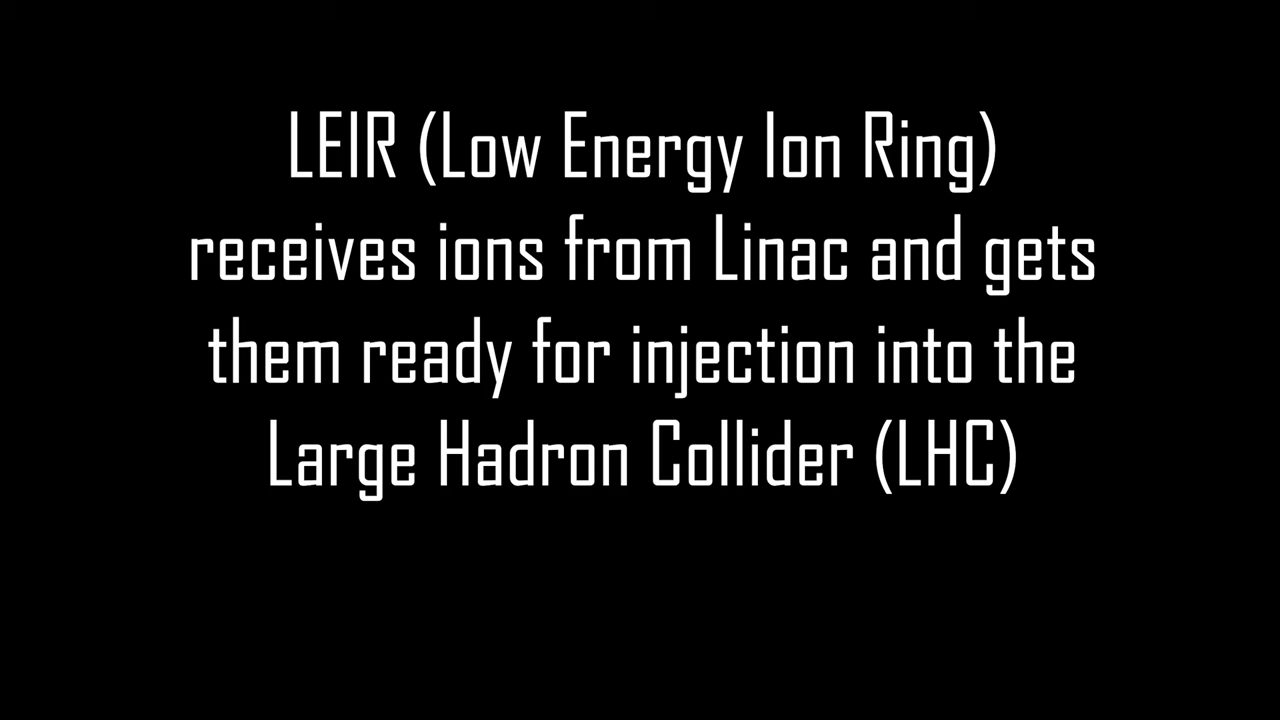 LEIR (Low Energy Ion Ring)
receives ions from Linac and gets
them ready for injection into the
Large Hadron Collider (LHC)